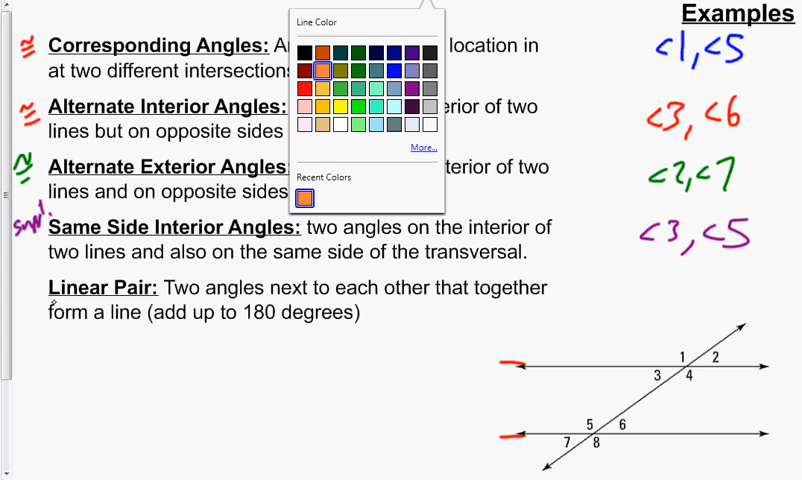 Examples
Line Color
≅ Corresponding Angles: A location in
at two different intersection
<1, <5
More...
≅ Alternate Interior Angles: erior of two
lines but on opposite sides
<3, <6
Recent Colors
≅ Alternate Exterior Angles terior of two
lines and on opposite sides
<2, <7
Same Side Interior Angles: two angles on the interior of
two lines and also on the same side of the transversal.
<3, <5
Linear Pair: Two angles next to each other that together
form a line (add up to 180 degrees)
1 2
3 4
5 6
7 8